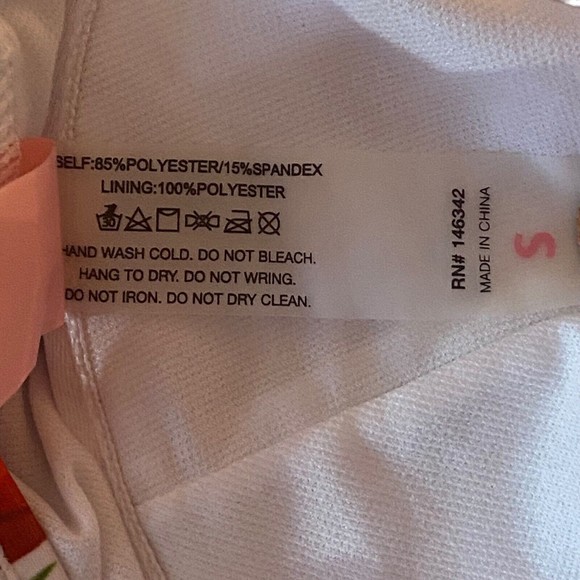 SELF:85%POLYESTER/15%SPANDEX
LINING:100%POLYESTER
30
HAND WASH COLD. DO NOT BLEACH.
HANG TO DRY. DO NOT WRING.
DO NOT IRON. DO NOT DRY CLEAN.
RN# 146342
MADE IN CHINA
S